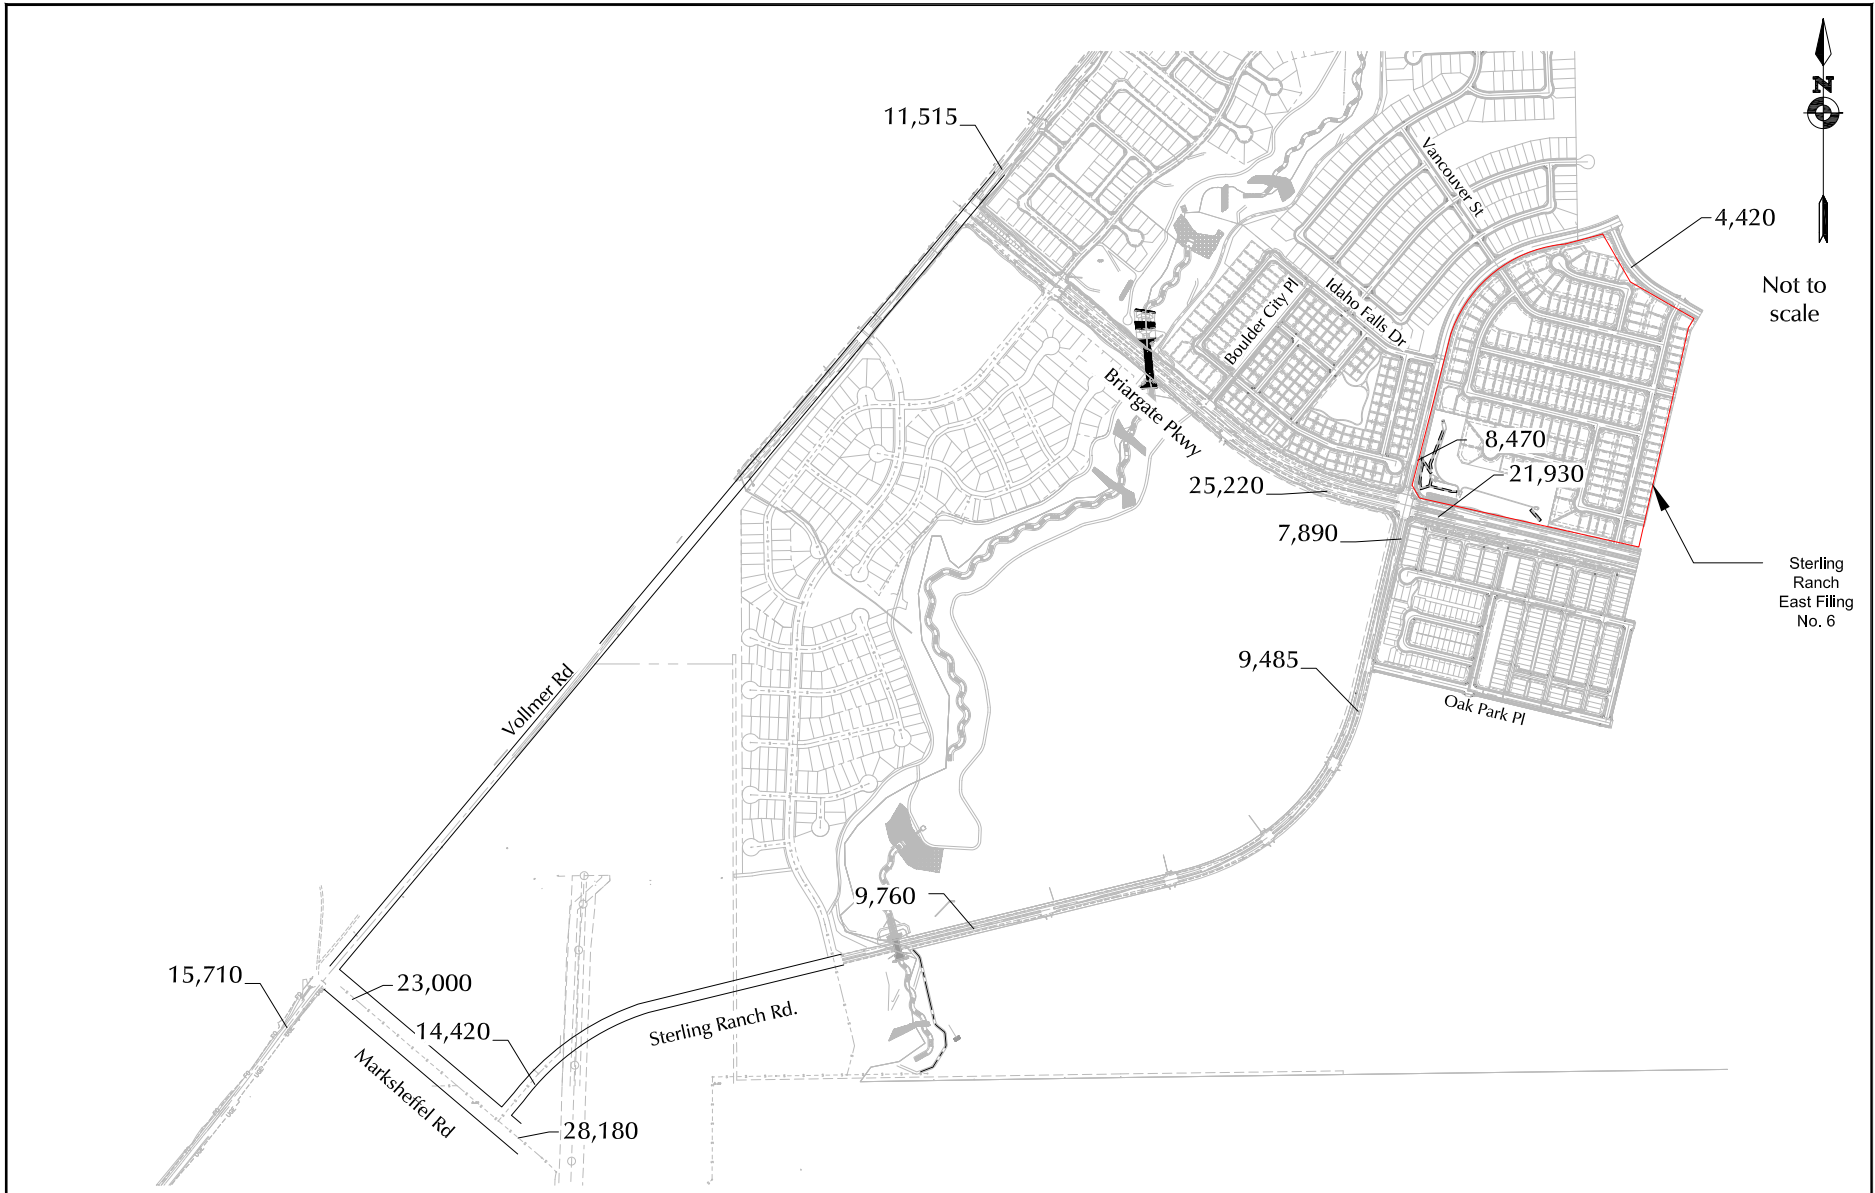 11,515
N
Vancouver St
4,420
Not to
scale
Idaho Falls Dr
Boulder City Pl
Briargate Pkwy
8,470
21,930
25,220
7,890
Sterling
Ranch
East Filing
No. 6
9,485
Vollmer Rd
Oak Park Pl
9,760
15,710
23,000
14,420
Sterling Ranch Rd.
Marksheffel Rd
28,180